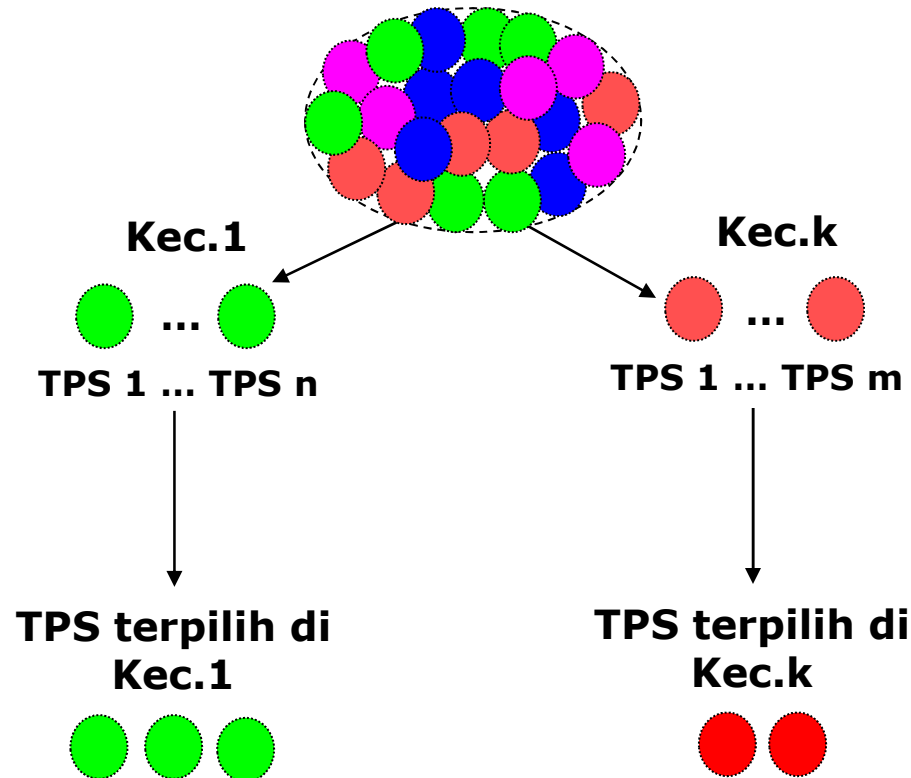 Kec.1
Kec.k
... 
...
TPS 1 ... TPS n
TPS 1 ... TPS m
TPS terpilih di
Kec.1
TPS terpilih di
Kec.k